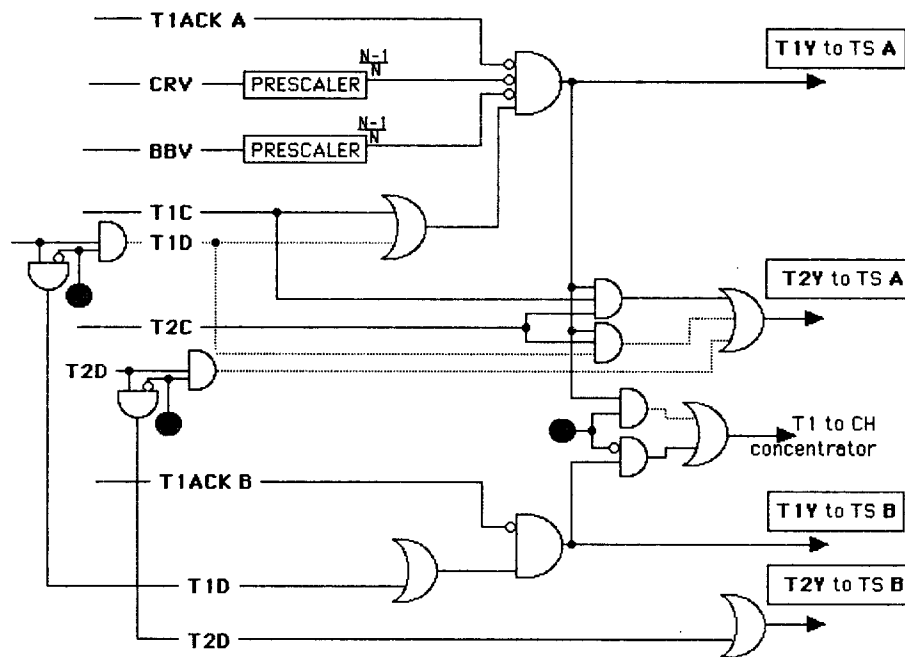 T1ACK A
T1Y to TS A
N-1
N
CRV
PRESCALER
N-1
N
BBV
PRESCALER
T1C
T1D
T2Y to TS A
T2C
T2D
T1 to CH
concentrator
T1ACK B
T1Y to TS B
T1D
T2Y to TS B
T2D